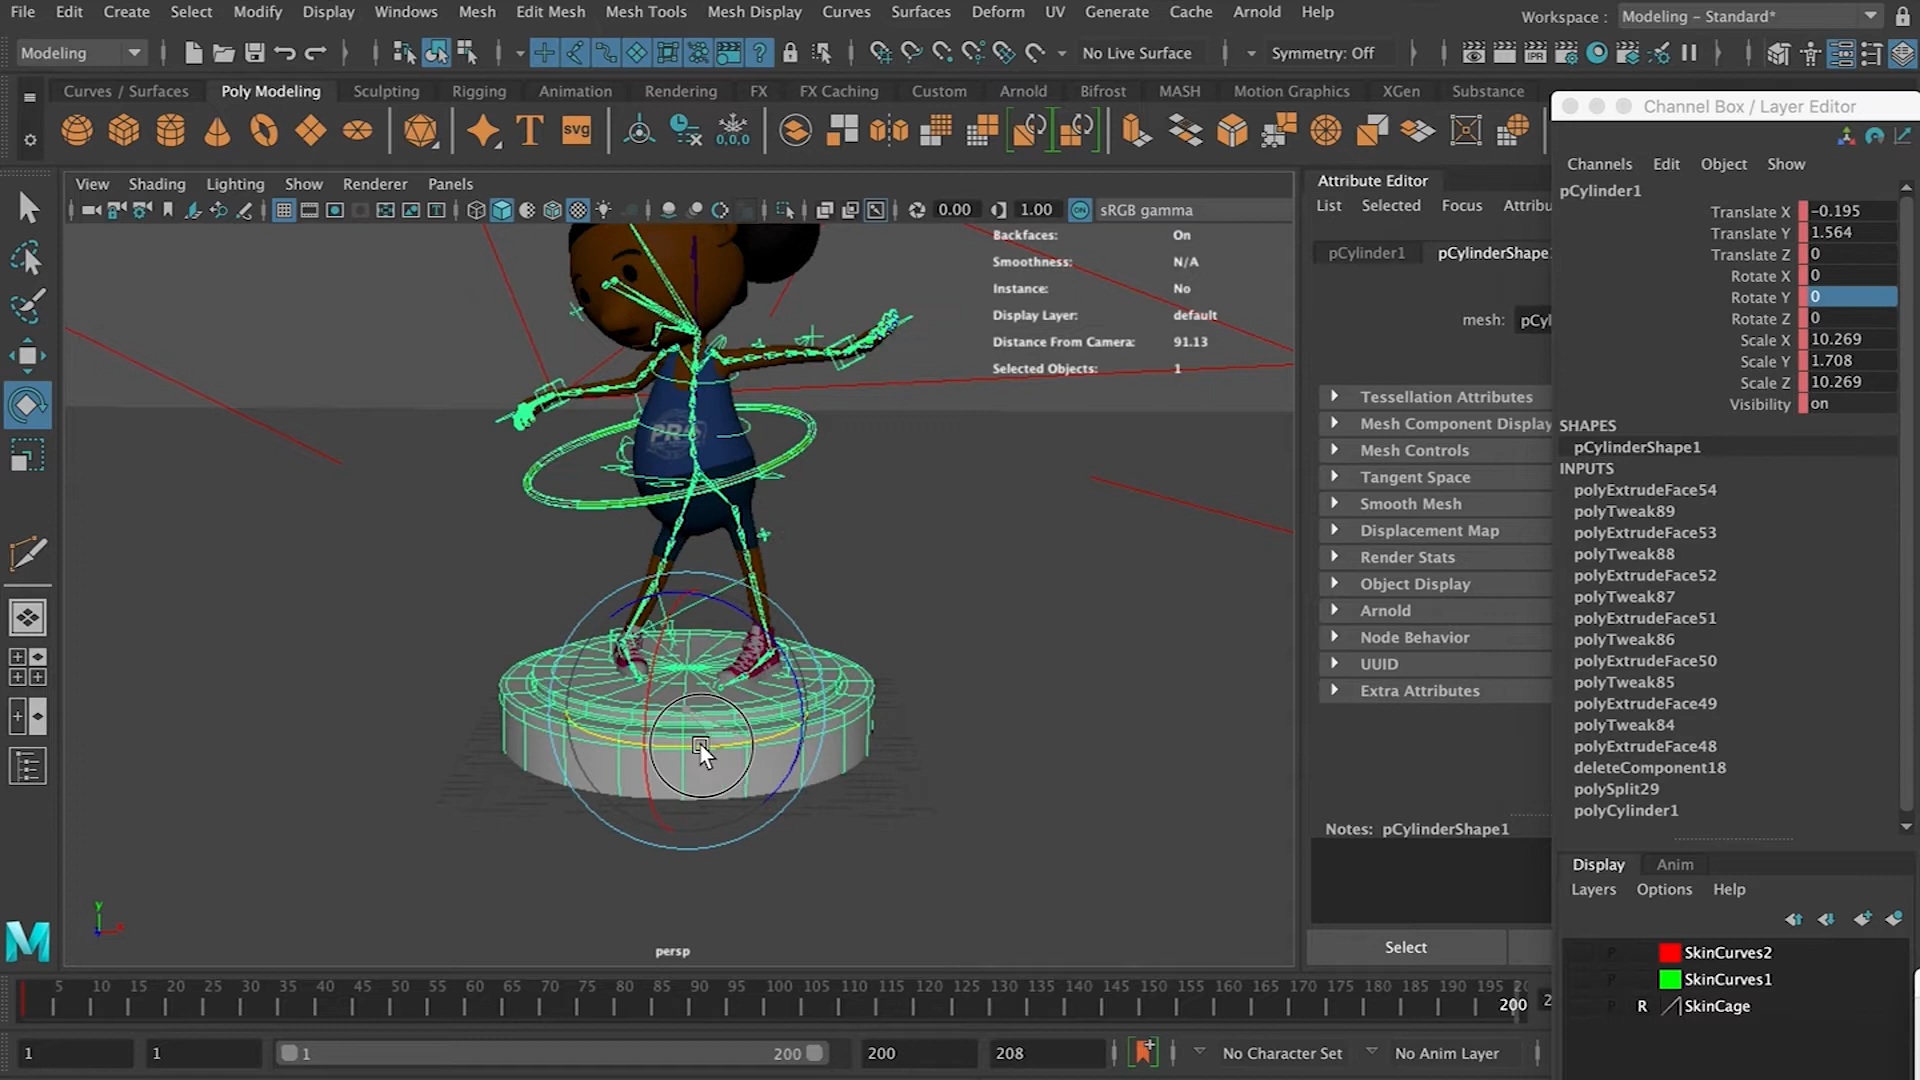 File Edit Create Select Modify Display Windows Mesh Edit Mesh Mesh Tools Mesh Display Curves Surfaces Deform UV Generate Cache Arnold Help
Workspace : Modeling - Standard*
Modeling No Live Surface Symmetry: Off
IPR
Curves / Surfaces Poly Modeling Sculpting Rigging Animation Rendering FX FX Caching Custom Arnold Bifrost MASH Motion Graphics XGen Substance
Channel Box / Layer Editor
T svg 0,0,0
Channels Edit Object Show
View Shading Lighting Show Renderer Panels
0.00 1.00 ON sRGB gamma
Attribute Editor
List Selected Focus Attribu
pCylinder1 pCylinderShape1
mesh: pCyl
Backfaces: On
Smoothness: N/A
Instance: No
Display Layer: default
Distance From Camera: 91.13
Selected Objects: 1
PR
Tessellation Attributes
Mesh Component Display
Mesh Controls
Tangent Space
Smooth Mesh
Displacement Map
Render Stats
Object Display
Arnold
Node Behavior
UUID
Extra Attributes
Notes: pCylinderShape1
Select
pCylinder1
Translate X -0.195
Translate Y 1.564
Translate Z 0
Rotate X 0
Rotate Y 0
Rotate Z 0
Scale X 10.269
Scale Y 1.708
Scale Z 10.269
Visibility on
SHAPES
pCylinderShape1
INPUTS
polyExtrudeFace54
polyTweak89
polyExtrudeFace53
polyTweak88
polyExtrudeFace52
polyTweak87
polyExtrudeFace51
polyTweak86
polyExtrudeFace50
polyTweak85
polyExtrudeFace49
polyTweak84
polyExtrudeFace48
deleteComponent18
polySplit29
polyCylinder1
Display Anim
Layers Options Help
P SkinCurves2
P SkinCurves1
P R SkinCage
y
persp
M
5 10 15 20 25 30 35 40 45 50 55 60 65 70 75 80 85 90 95 100 105 110 115 120 125 130 135 140 145 150 155 160 165 170 175 180 185 190 195 20
200 2
1 1 1 200 200 208 No Character Set No Anim Layer